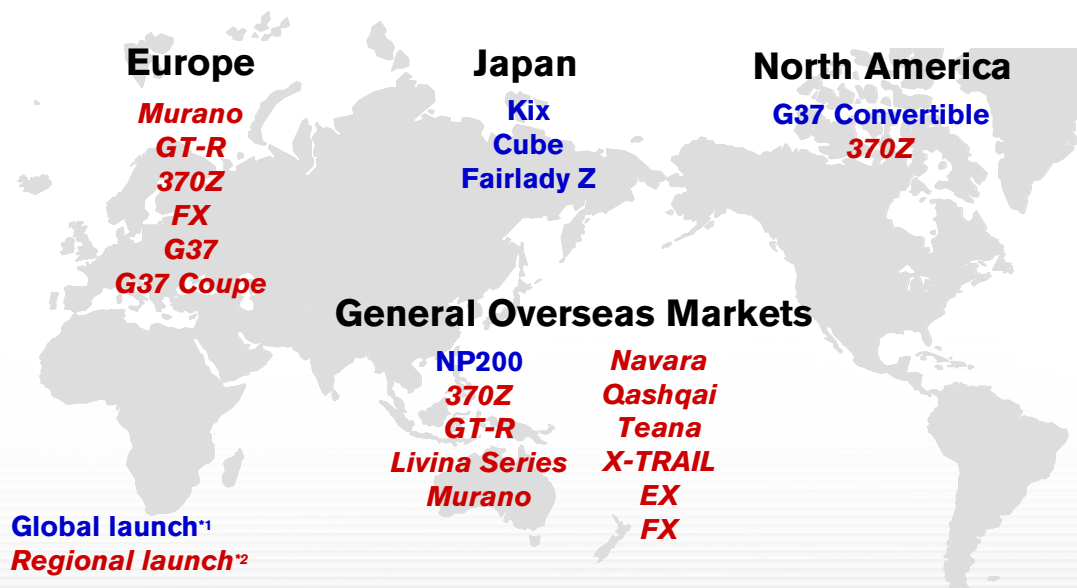 Europe
Murano
GT-R
370Z
FX
G37
G37 Coupe
Japan
Kix
Cube
Fairlady Z
North America
G37 Convertible
370Z
General Overseas Markets
NP200
370Z
GT-R
Livina Series
Murano
Navara
Qashqai
Teana
X-TRAIL
EX
FX
Global launch*1
Regional launch*2